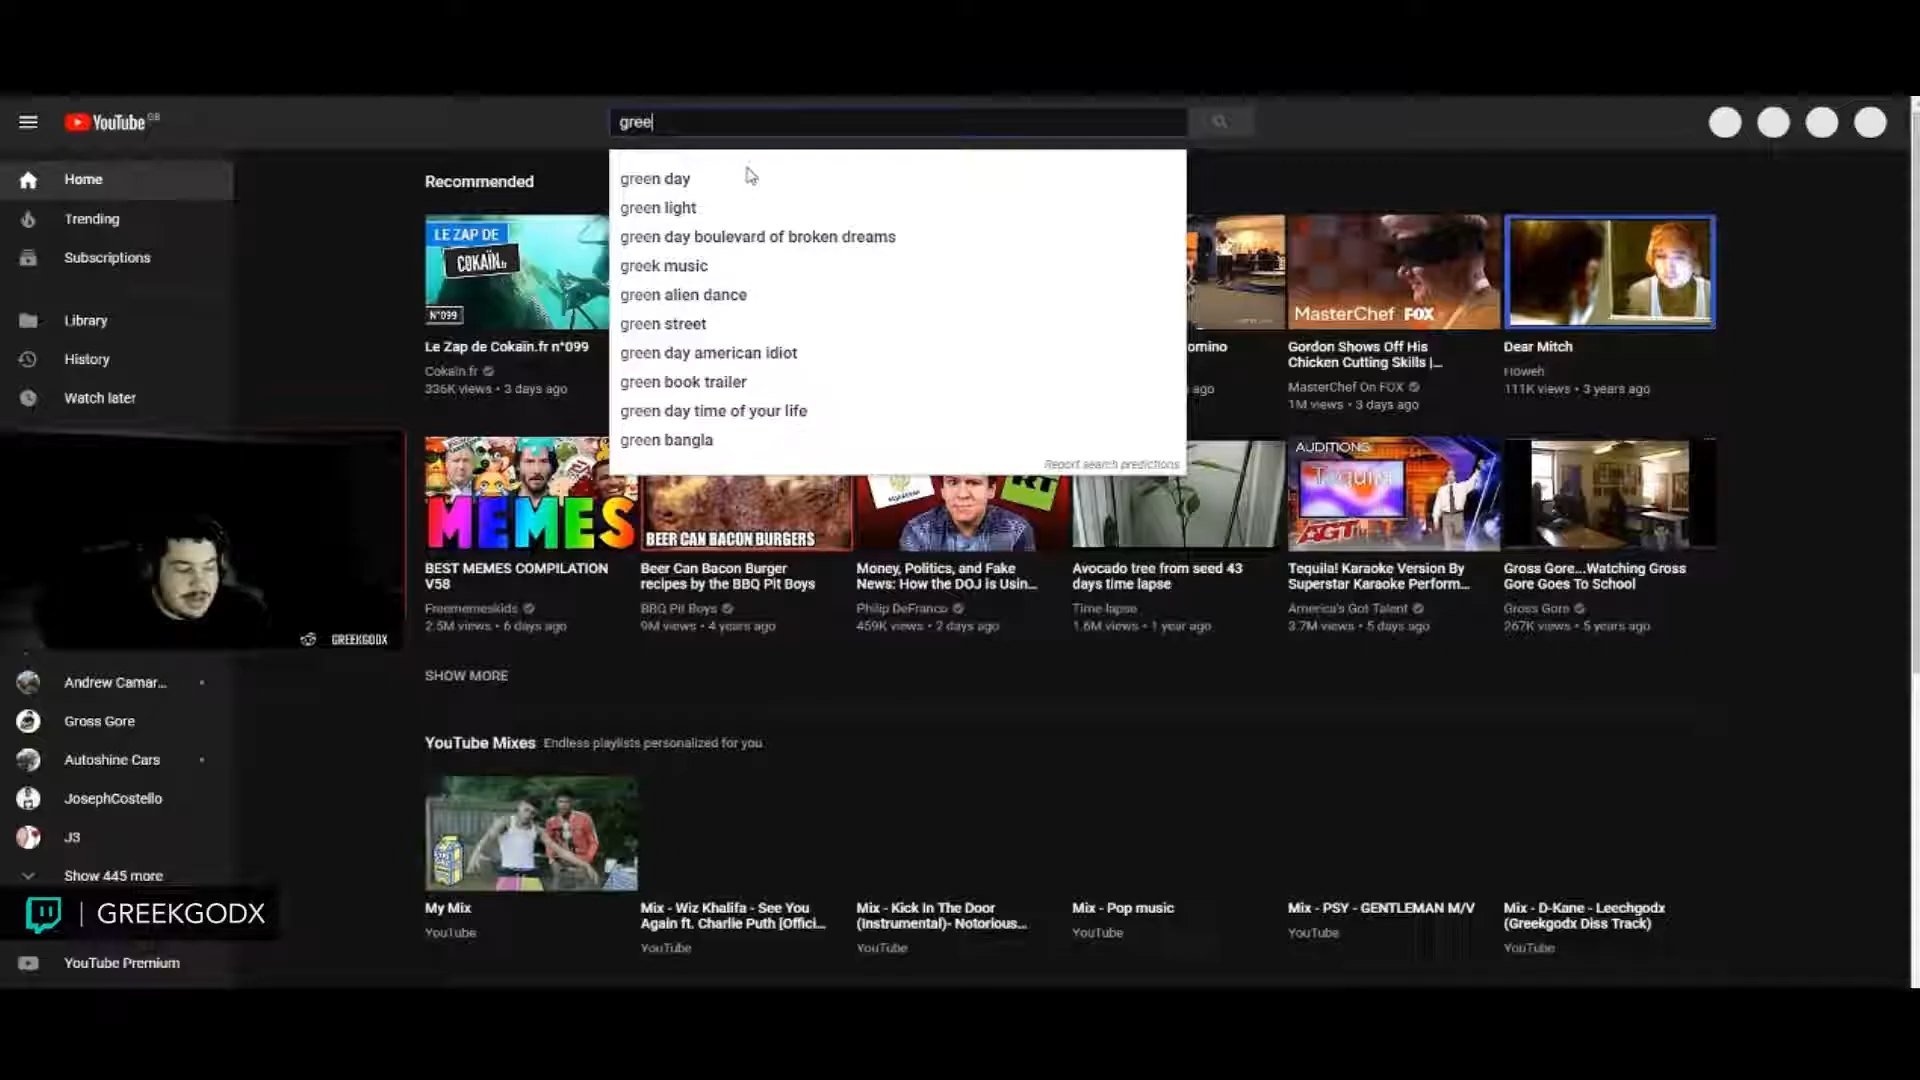 YouTube GB
gree
Home
Trending
Subscriptions
Library
History
Watch later
GREEKGODX
Andrew Camar...
Gross Gore
Autoshine Cars
JosephCostello
J3
Show 445 more
| GREEKGODX
YouTube Premium
green day
green light
green day boulevard of broken dreams
greek music
green alien dance
green street
green day american idiot
green book trailer
green day time of your life
green bangla
Report search predictions
Recommended
LE ZAP DE
COKAÏN.fr
N°099
Le Zap de Cokaïn.fr n°099
Cokaïn.fr
336K views • 3 days ago
omino
ago
MasterChef FOX
Gordon Shows Off His
Chicken Cutting Skills |...
MasterChef On FOX
1M views • 3 days ago
Dear Mitch
Howeh
111K views • 3 years ago
MEMES
BEST MEMES COMPILATION
V58
Freememeskids
2.5M views • 6 days ago
BEER CAN BACON BURGERS
Beer Can Bacon Burger
recipes by the BBQ Pit Boys
BBQ Pit Boys
9M views • 4 years ago
RT
Money, Politics, and Fake
News: How the DOJ is Usin...
Philip DeFranco
459K views • 2 days ago
Avocado tree from seed 43
days time lapse
Time-lapse
1.6M views • 1 year ago
AUDITIONS
Tequila
AGT
Tequila! Karaoke Version By
Superstar Karaoke Perform...
America's Got Talent
3.7M views • 5 days ago
Gross Gore...Watching Gross
Gore Goes To School
Gross Gore
267K views • 5 years ago
SHOW MORE
YouTube Mixes Endless playlists personalized for you
My Mix
YouTube
Mix - Wiz Khalifa - See You
Again ft. Charlie Puth [Offici...
YouTube
Mix - Kick In The Door
(Instrumental)- Notorious...
YouTube
Mix - Pop music
YouTube
Mix - PSY - GENTLEMAN M/V
YouTube
Mix - D-Kane - Leechgodx
(Greekgodx Diss Track)
YouTube